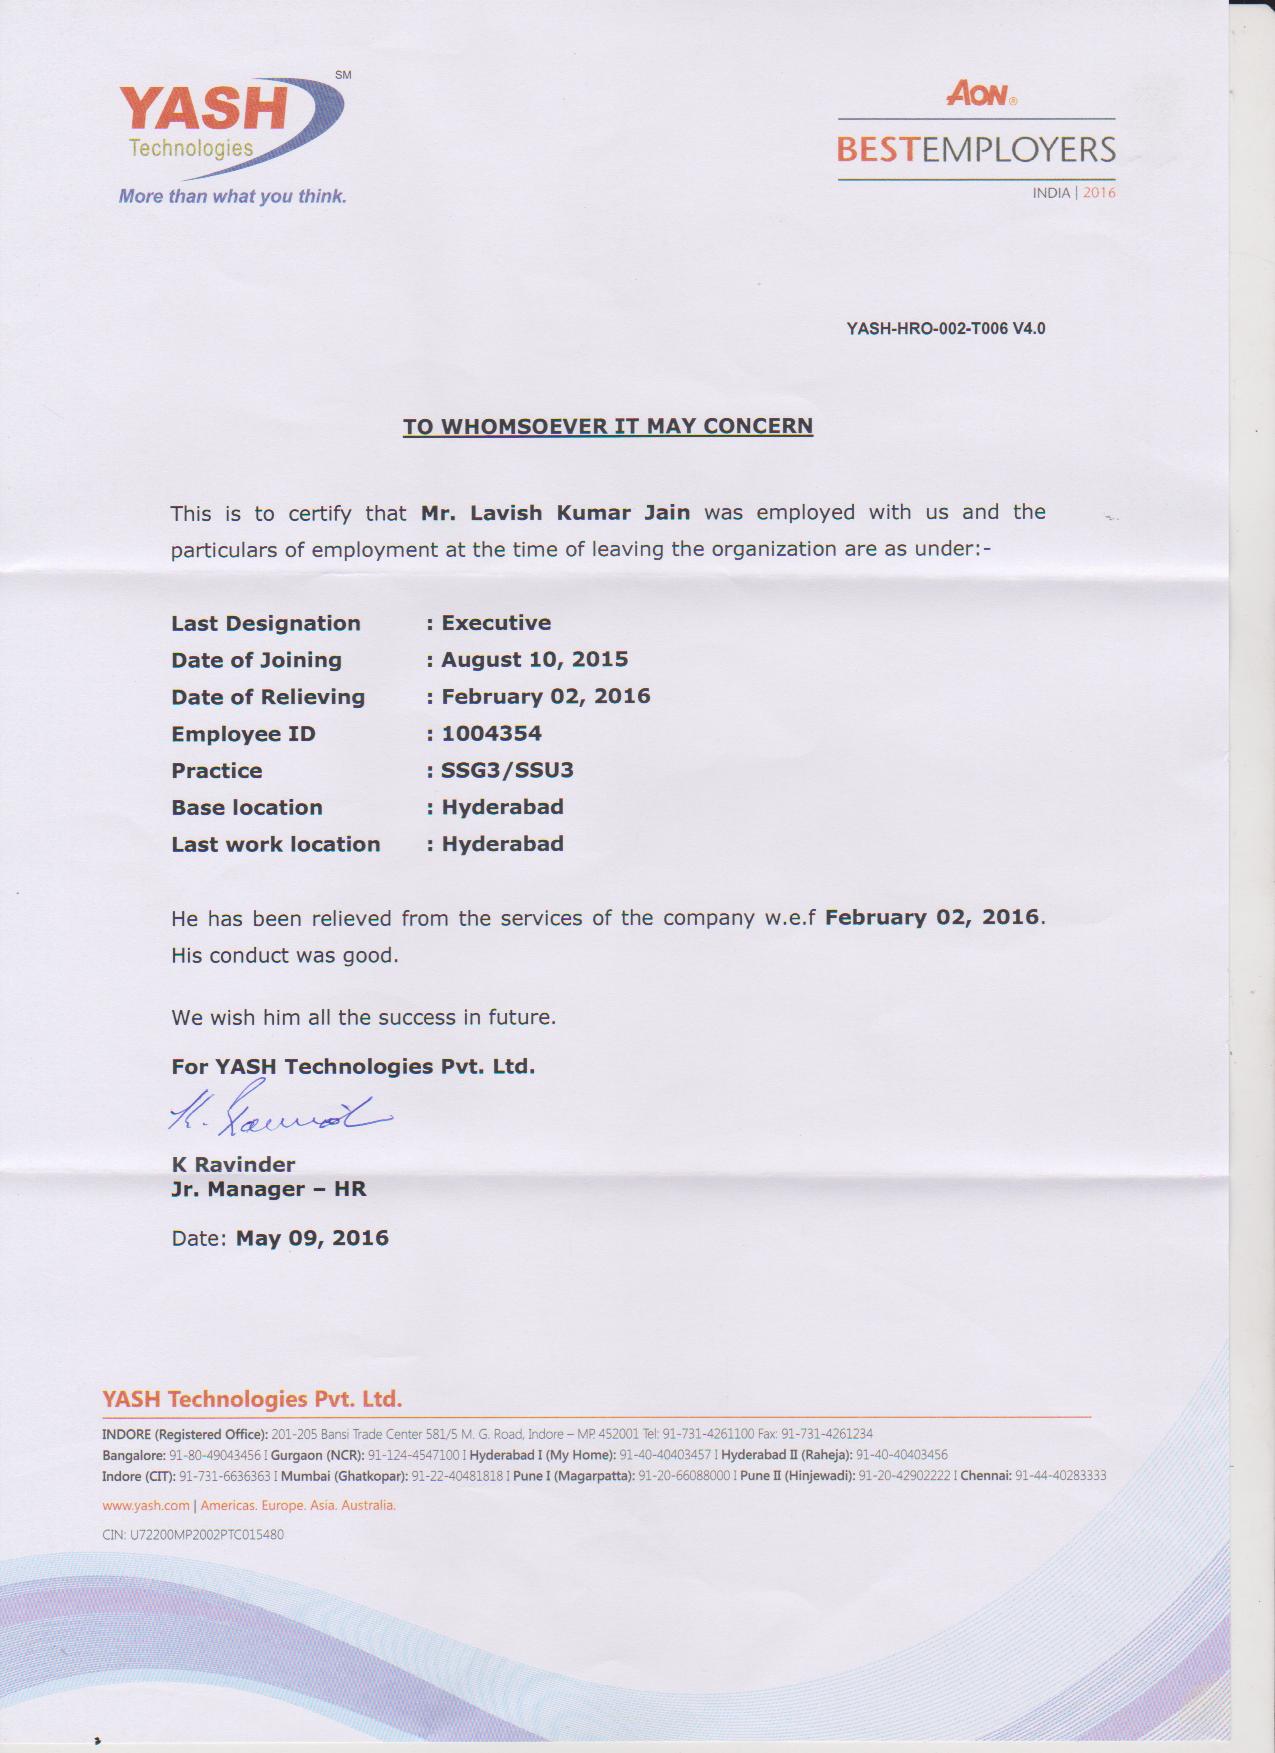 YASH SM
Technologies
More than what you think.
AON®
BESTEMPLOYERS
INDIA | 2016
YASH-HRO-002-T006 V4.0
TO WHOMSOEVER IT MAY CONCERN
This is to certify that Mr. Lavish Kumar Jain was employed with us and the
particulars of employment at the time of leaving the organization are as under:-
Last Designation : Executive
Date of Joining : August 10, 2015
Date of Relieving : February 02, 2016
Employee ID : 1004354
Practice : SSG3/SSU3
Base location : Hyderabad
Last work location : Hyderabad
He has been relieved from the services of the company w.e.f February 02, 2016.
His conduct was good.
We wish him all the success in future.
For YASH Technologies Pvt. Ltd.
K Ravinder
Jr. Manager – HR
Date: May 09, 2016
YASH Technologies Pvt. Ltd.
INDORE (Registered Office): 201-205 Bansi Trade Center 581/5 M. G. Road, Indore – MP. 452001 Tel: 91-731-4261100 Fax: 91-731-4261234
Bangalore: 91-80-49043456 I Gurgaon (NCR): 91-124-4547100 I Hyderabad I (My Home): 91-40-40403457 I Hyderabad II (Raheja): 91-40-40403456
Indore (CIT): 91-731-6636363 I Mumbai (Ghatkopar): 91-22-40481818 I Pune I (Magarpatta): 91-20-66088000 I Pune II (Hinjewadi): 91-20-42902222 I Chennai: 91-44-40283333
www.yash.com | Americas. Europe. Asia. Australia.
CIN: U72200MP2002PTC015480